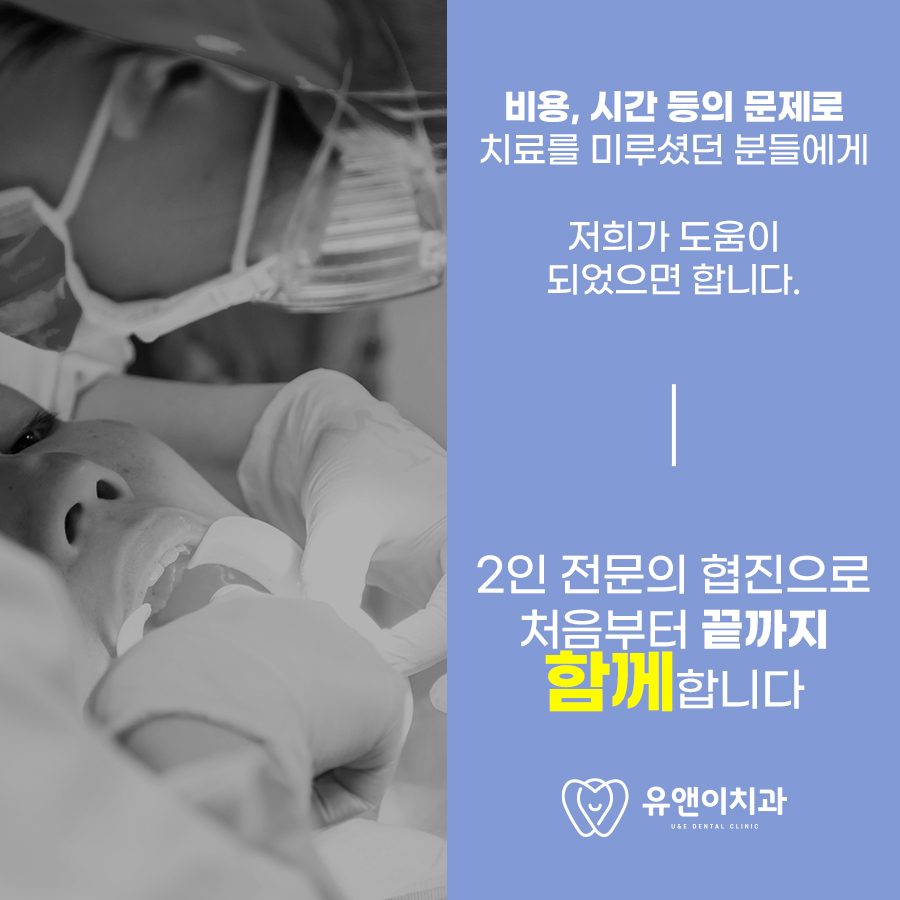 비용, 시간 등의 문제로
치료를 미루셨던 분들에게
저희가 도움이
되었으면 합니다.
2인 전문의 협진으로
처음부터 끝까지
함께합니다
유앤이치과
U&E DENTAL CLINIC